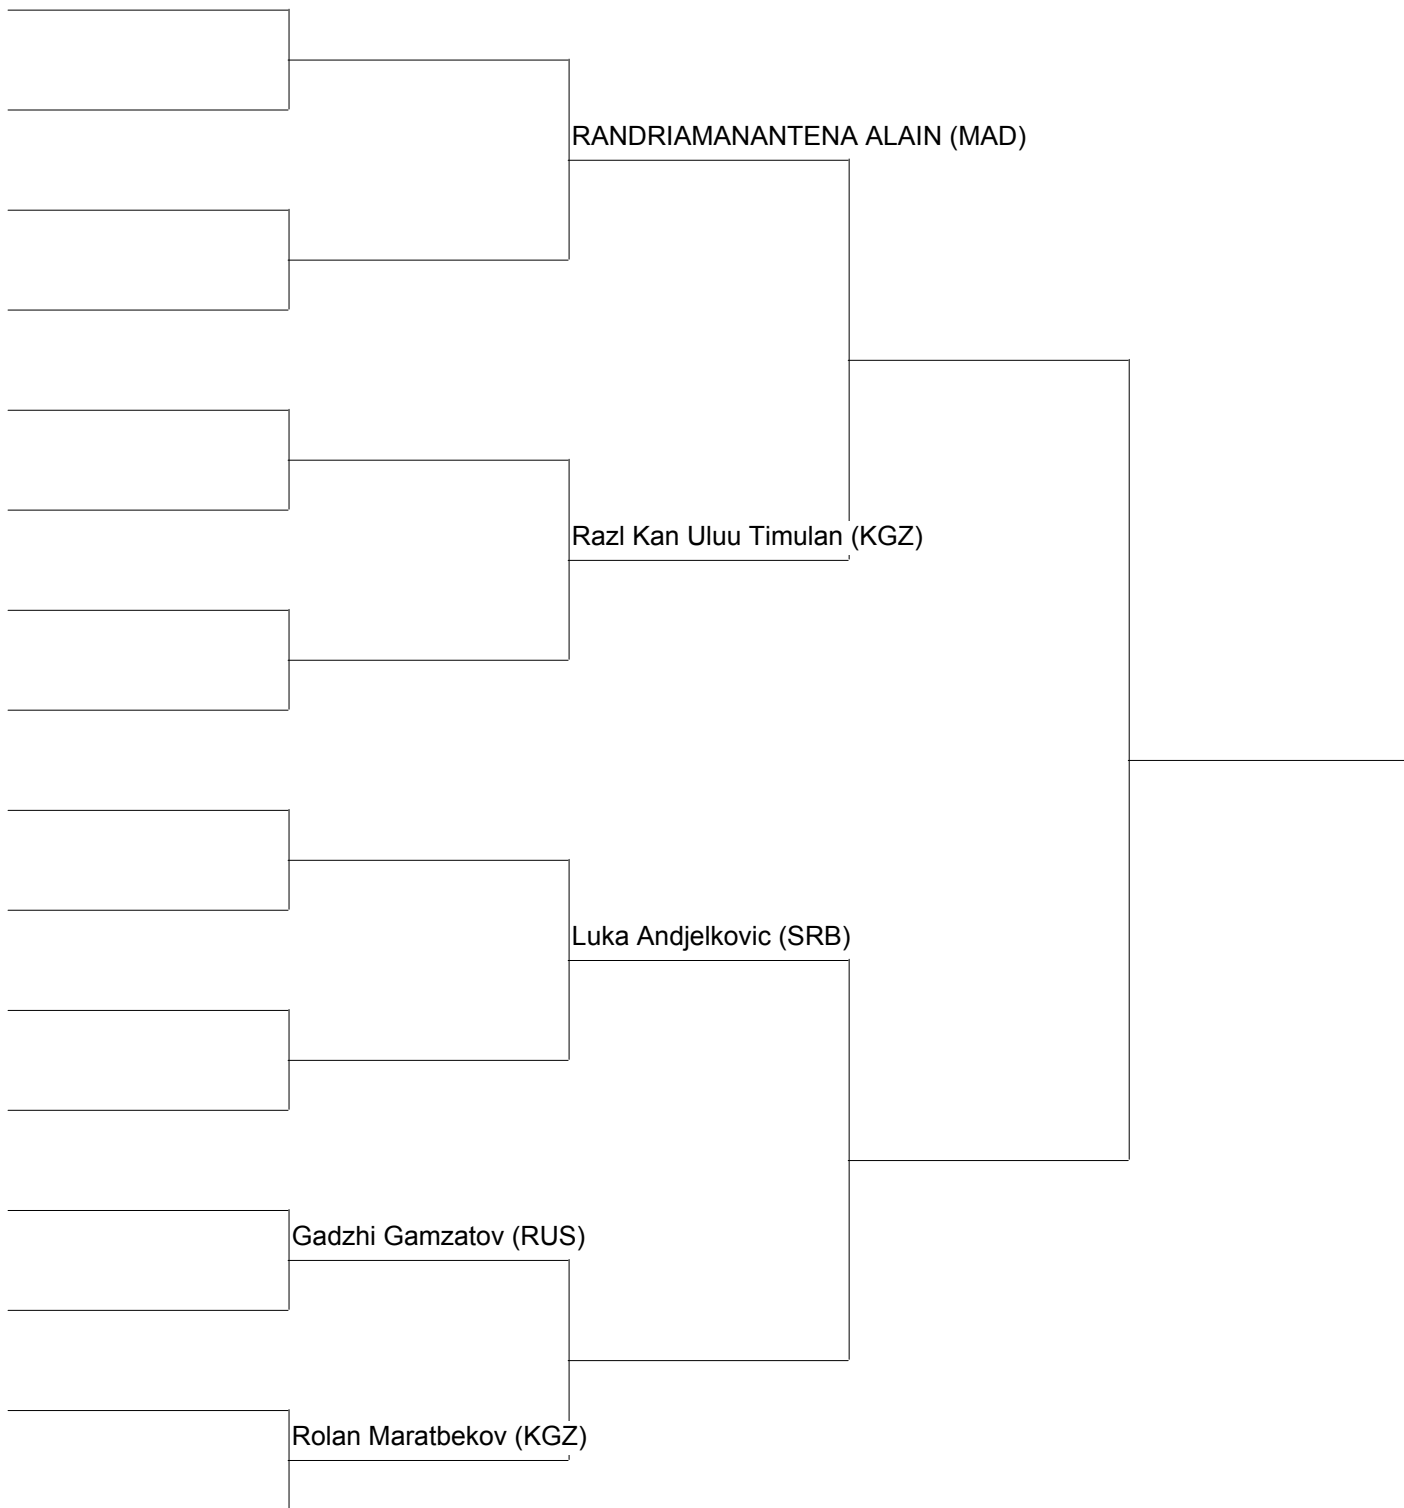 RANDRIAMANANTENA ALAIN (MAD)
Razl Kan Uluu Timulan (KGZ)
Luka Andjelkovic (SRB)
Gadzhi Gamzatov (RUS)
Rolan Maratbekov (KGZ)